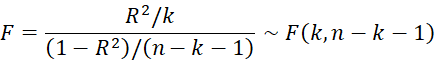 F = \frac{R^2/k}{(1 - R^2)/(n - k - 1)} \sim F(k, n - k - 1)